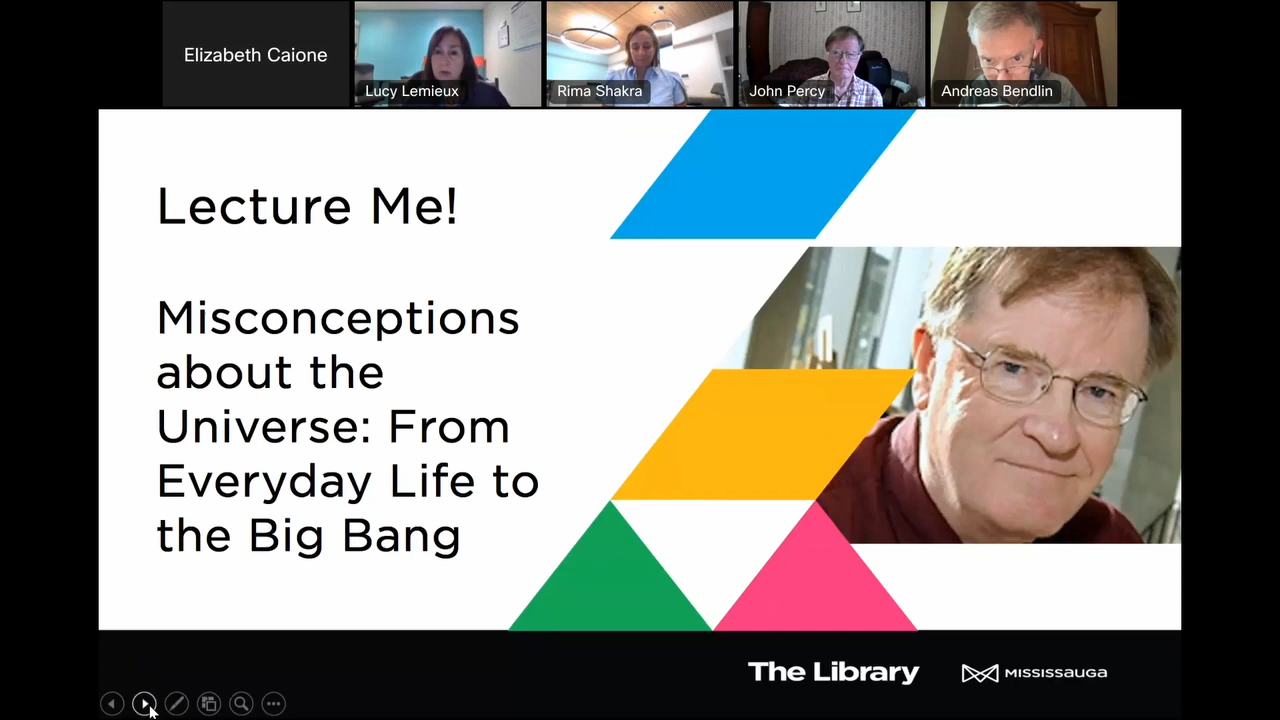 Elizabeth Caione
Lucy Lemieux
Rima Shakra
John Percy
Andreas Bendlin
Lecture Me!
Misconceptions
about the
Universe: From
Everyday Life to
the Big Bang
The Library
MISSISSAUGA